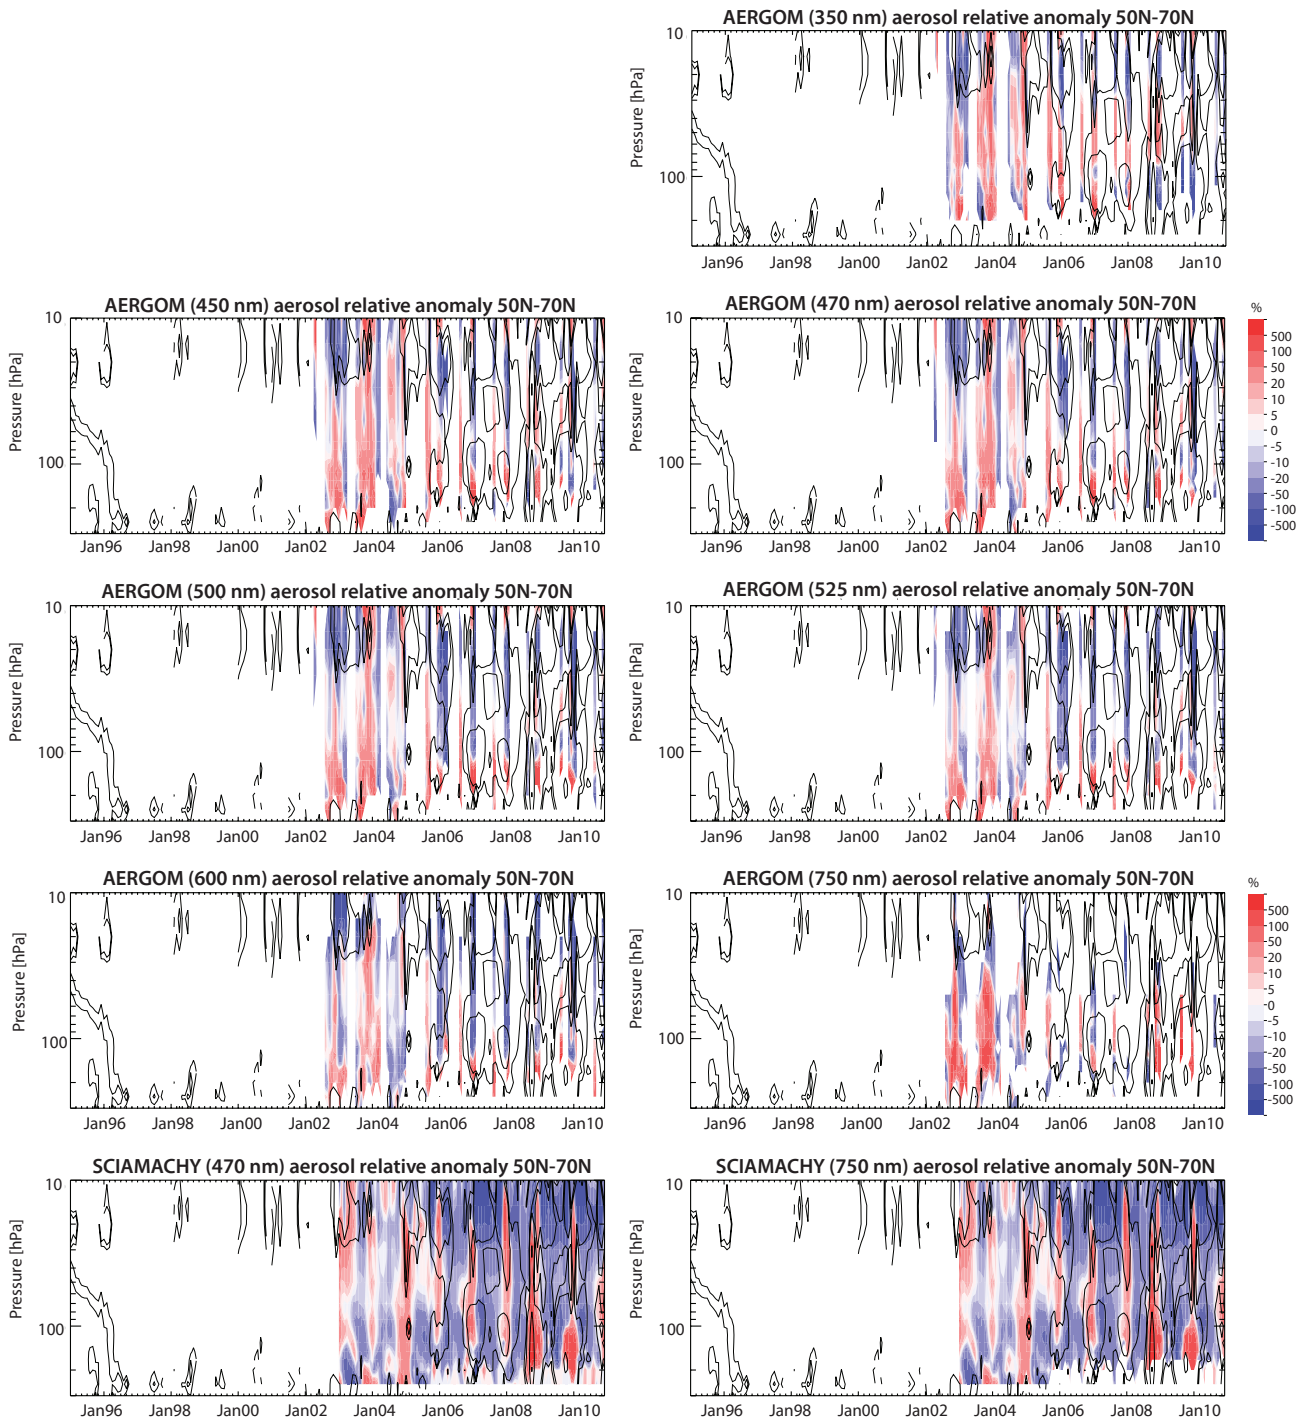 AERGOM (350 nm) aerosol relative anomaly 50N-70N
10
100
Pressure [hPa]
Jan96 Jan98 Jan00 Jan02 Jan04 Jan06 Jan08 Jan10
AERGOM (450 nm) aerosol relative anomaly 50N-70N
10
100
Pressure [hPa]
Jan96 Jan98 Jan00 Jan02 Jan04 Jan06 Jan08 Jan10
AERGOM (470 nm) aerosol relative anomaly 50N-70N
10
100
Pressure [hPa]
Jan96 Jan98 Jan00 Jan02 Jan04 Jan06 Jan08 Jan10
%
500
100
50
20
10
5
0
-5
-10
-20
-50
-100
-500
AERGOM (500 nm) aerosol relative anomaly 50N-70N
10
100
Pressure [hPa]
Jan96 Jan98 Jan00 Jan02 Jan04 Jan06 Jan08 Jan10
AERGOM (525 nm) aerosol relative anomaly 50N-70N
10
100
Pressure [hPa]
Jan96 Jan98 Jan00 Jan02 Jan04 Jan06 Jan08 Jan10
AERGOM (600 nm) aerosol relative anomaly 50N-70N
10
100
Pressure [hPa]
Jan96 Jan98 Jan00 Jan02 Jan04 Jan06 Jan08 Jan10
AERGOM (750 nm) aerosol relative anomaly 50N-70N
10
100
Pressure [hPa]
Jan96 Jan98 Jan00 Jan02 Jan04 Jan06 Jan08 Jan10
%
500
100
50
20
10
5
0
-5
-10
-20
-50
-100
-500
SCIAMACHY (470 nm) aerosol relative anomaly 50N-70N
10
100
Pressure [hPa]
Jan96 Jan98 Jan00 Jan02 Jan04 Jan06 Jan08 Jan10
SCIAMACHY (750 nm) aerosol relative anomaly 50N-70N
10
100
Pressure [hPa]
Jan96 Jan98 Jan00 Jan02 Jan04 Jan06 Jan08 Jan10